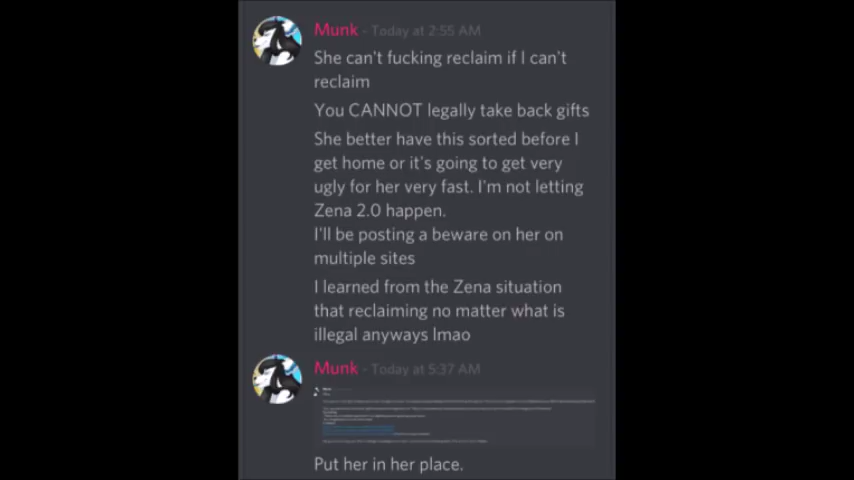 Munk - Today at 2:55 AM
She can't fucking reclaim if I can't
reclaim
You CANNOT legally take back gifts
She better have this sorted before I
get home or it's going to get very
ugly for her very fast. I'm not letting
Zena 2.0 happen.
I'll be posting a beware on her on
multiple sites
I learned from the Zena situation
that reclaiming no matter what is
illegal anyways lmao
Munk - Today at 5:37 AM
Put her in her place.